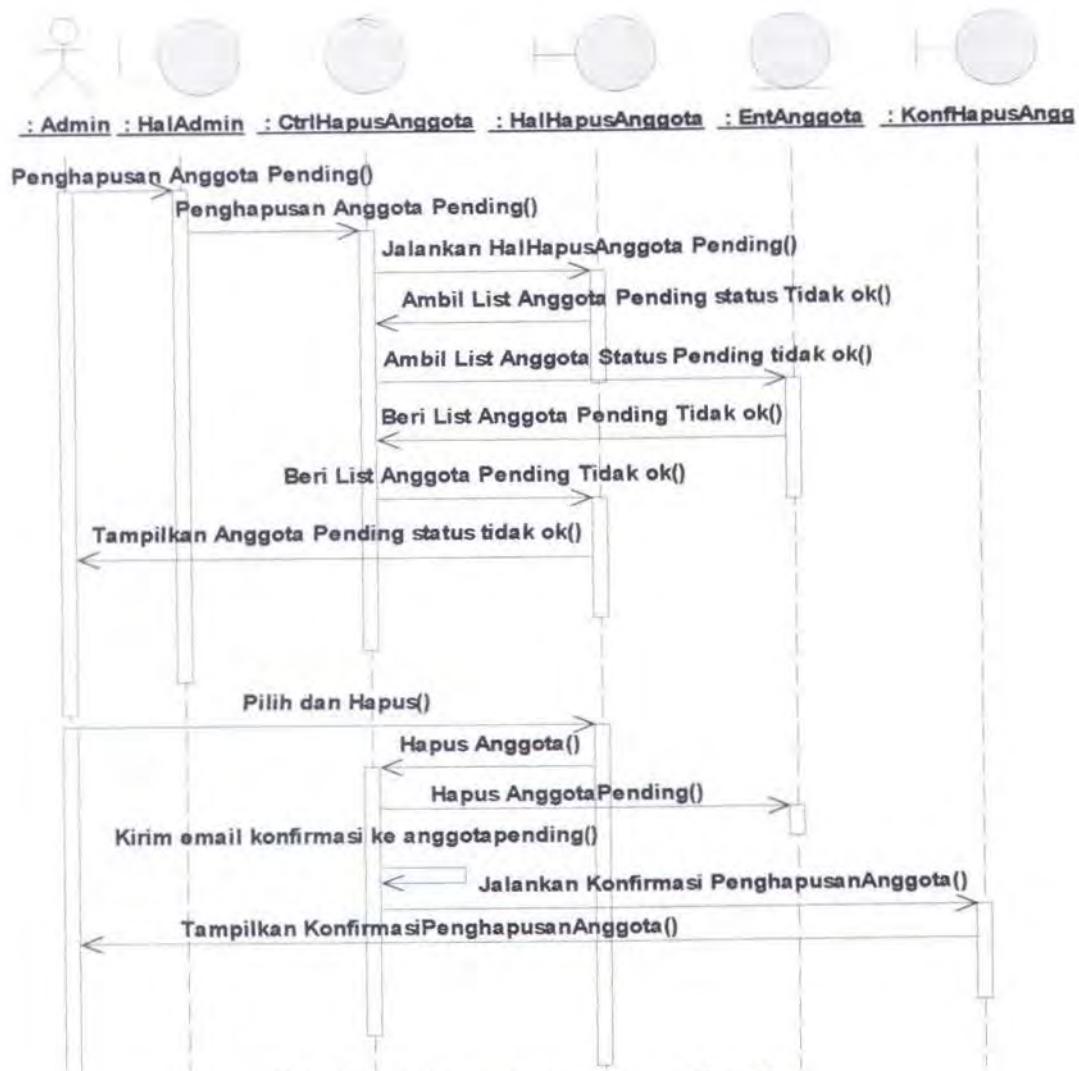 : Admin : HalAdmin : CtrlHapusAnggota : HalHapusAnggota : EntAnggota : KonfHapusAngg
Penghapusan Anggota Pending()
Penghapusan Anggota Pending()
Jalankan HalHapusAnggota Pending()
Ambil List Anggota Pending status Tidak ok()
Ambil List Anggota Status Pending tidak ok()
Beri List Anggota Pending Tidak ok()
Beri List Anggota Pending Tidak ok()
Tampilkan Anggota Pending status tidak ok()
Pilih dan Hapus()
Hapus Anggota()
Hapus AnggotaPending()
Kirim email konfirmasi ke anggotapending()
Jalankan Konfirmasi PenghapusanAnggota()
Tampilkan KonfirmasiPenghapusanAnggota()